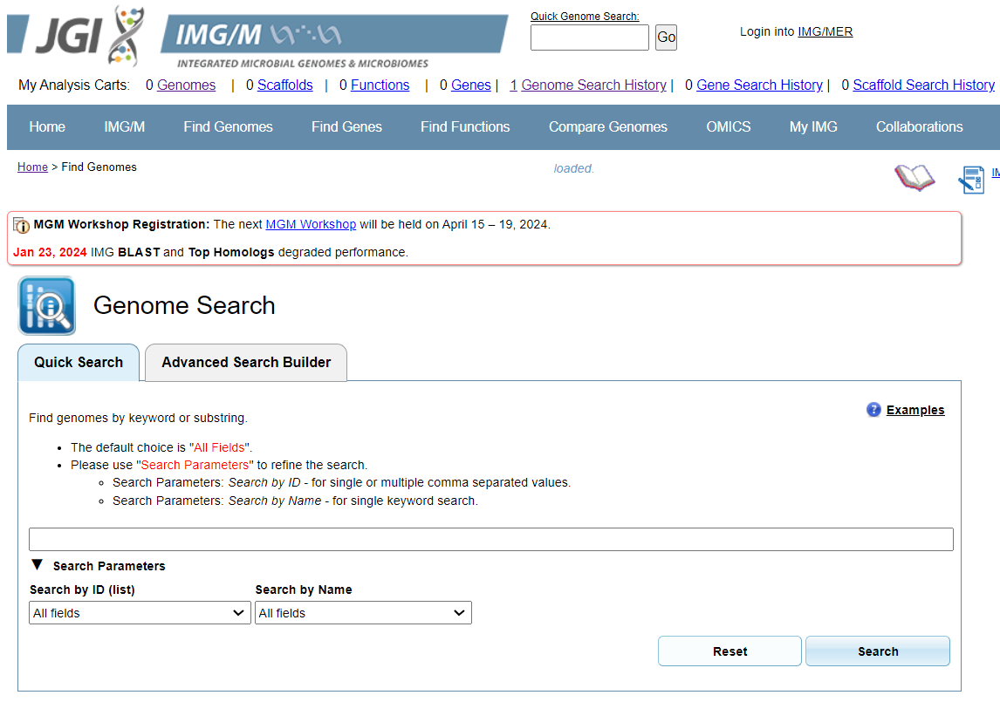 JGI IMG/M
INTEGRATED MICROBIAL GENOMES & MICROBIOMES
Quick Genome Search:
Go
Login into IMG/MER
My Analysis Carts: 0 Genomes | 0 Scaffolds | 0 Functions | 0 Genes | 1 Genome Search History | 0 Gene Search History | 0 Scaffold Search History
Home IMG/M Find Genomes Find Genes Find Functions Compare Genomes OMICS My IMG Collaborations
Home > Find Genomes
loaded.
MGM Workshop Registration: The next MGM Workshop will be held on April 15 – 19, 2024.
Jan 23, 2024 IMG BLAST and Top Homologs degraded performance.
Genome Search
Quick Search Advanced Search Builder
? Examples
Find genomes by keyword or substring.
• The default choice is "All Fields".
• Please use "Search Parameters" to refine the search.
◦ Search Parameters: Search by ID - for single or multiple comma separated values.
◦ Search Parameters: Search by Name - for single keyword search.
▼ Search Parameters
Search by ID (list) Search by Name
All fields All fields
Reset Search